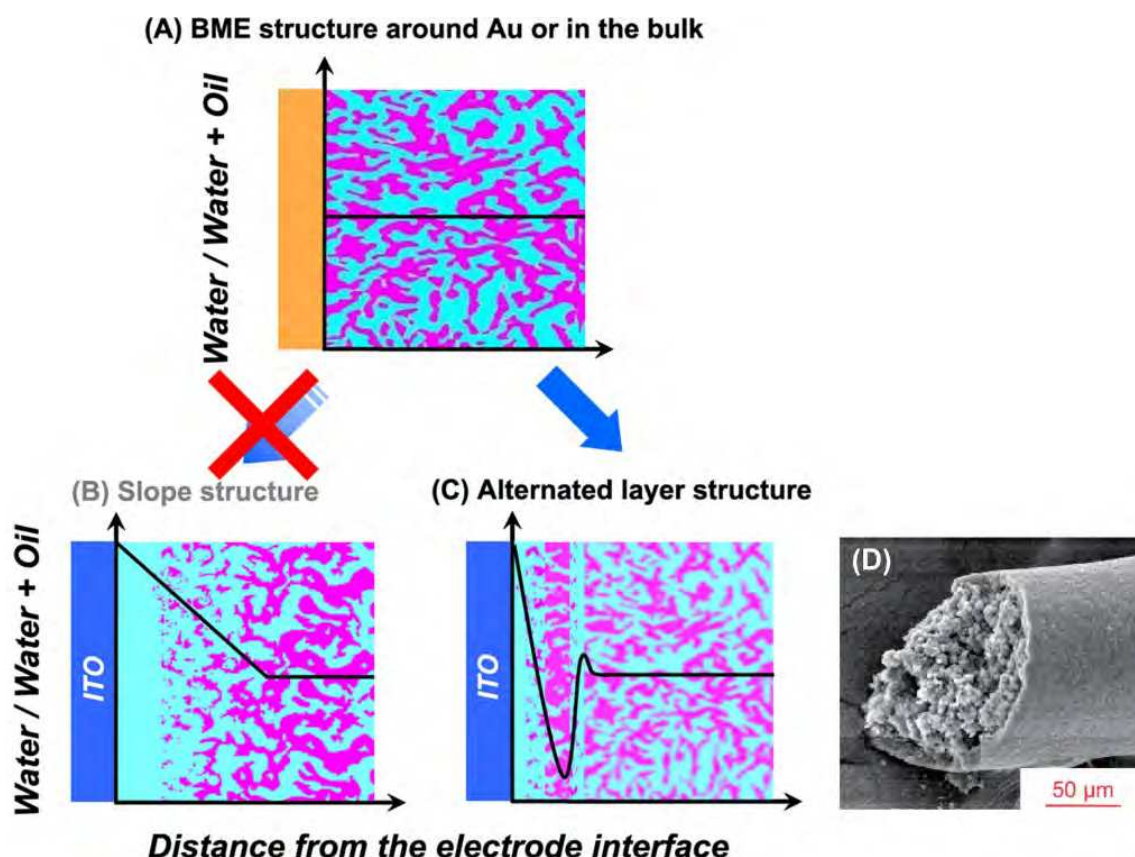 (A) BME structure around Au or in the bulk
Water / Water + Oil
(B) Slope structure
(C) Alternated layer structure
Water / Water + Oil
ITO
ITO
(D)
50 μm
Distance from the electrode interface